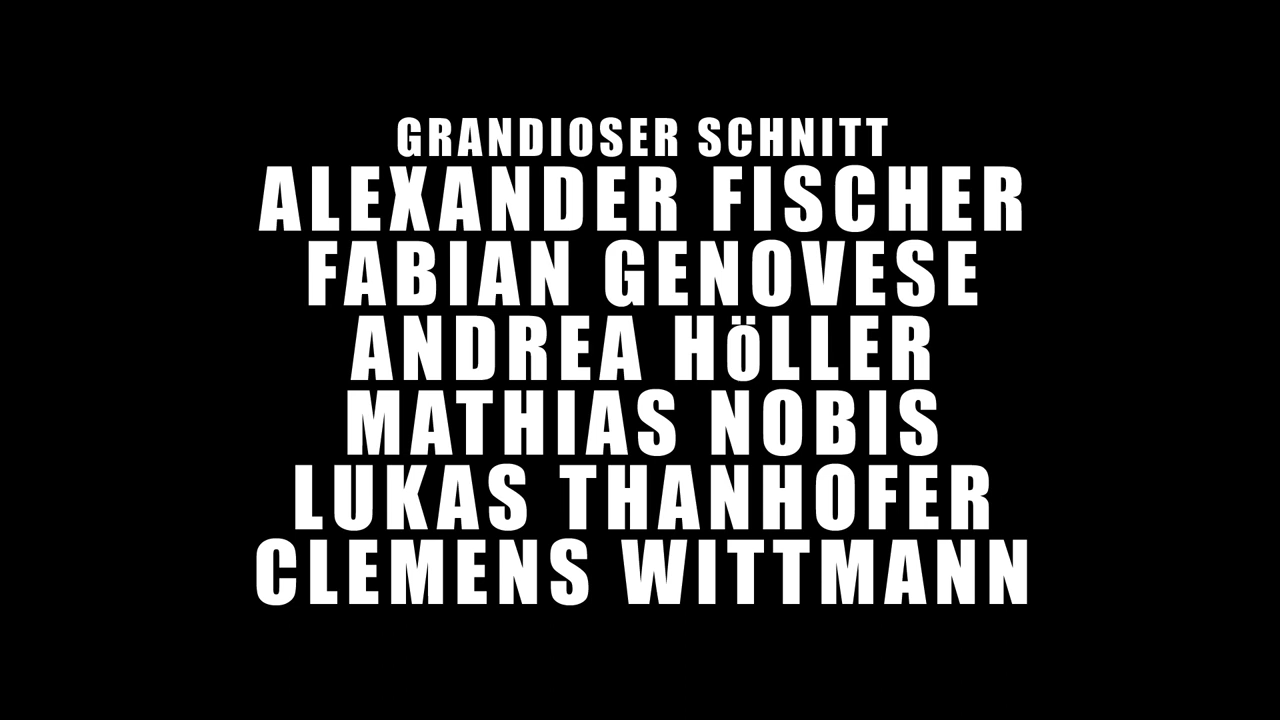 GRANDIOSER SCHNITT
ALEXANDER FISCHER
FABIAN GENOVESE
ANDREA HÖLLER
MATHIAS NOBIS
LUKAS THANHOFER
CLEMENS WITTMANN